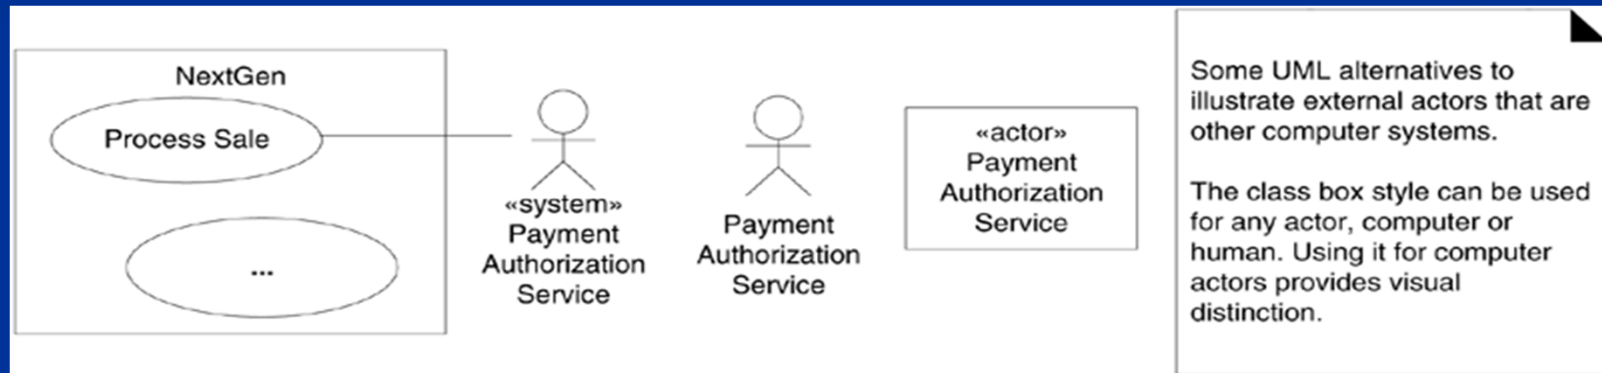 NextGen
Process Sale
...
«system»
Payment
Authorization
Service
Payment
Authorization
Service
«actor»
Payment
Authorization
Service
Some UML alternatives to
illustrate external actors that are
other computer systems.
The class box style can be used
for any actor, computer or
human. Using it for computer
actors provides visual
distinction.